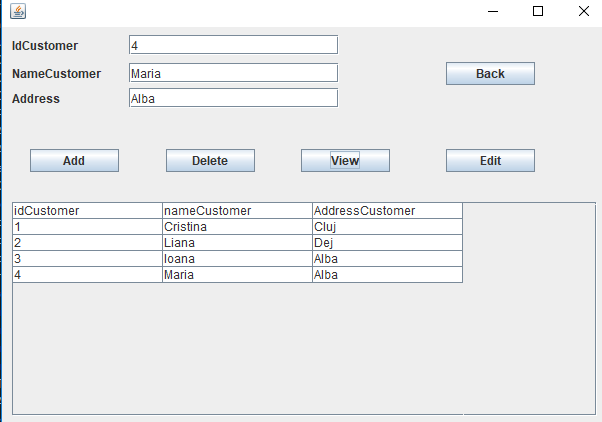 IdCustomer 4
NameCustomer Maria Back
Address Alba
Add Delete View Edit
idCustomer nameCustomer AddressCustomer
1 Cristina Cluj
2 Liana Dej
3 Ioana Alba
4 Maria Alba